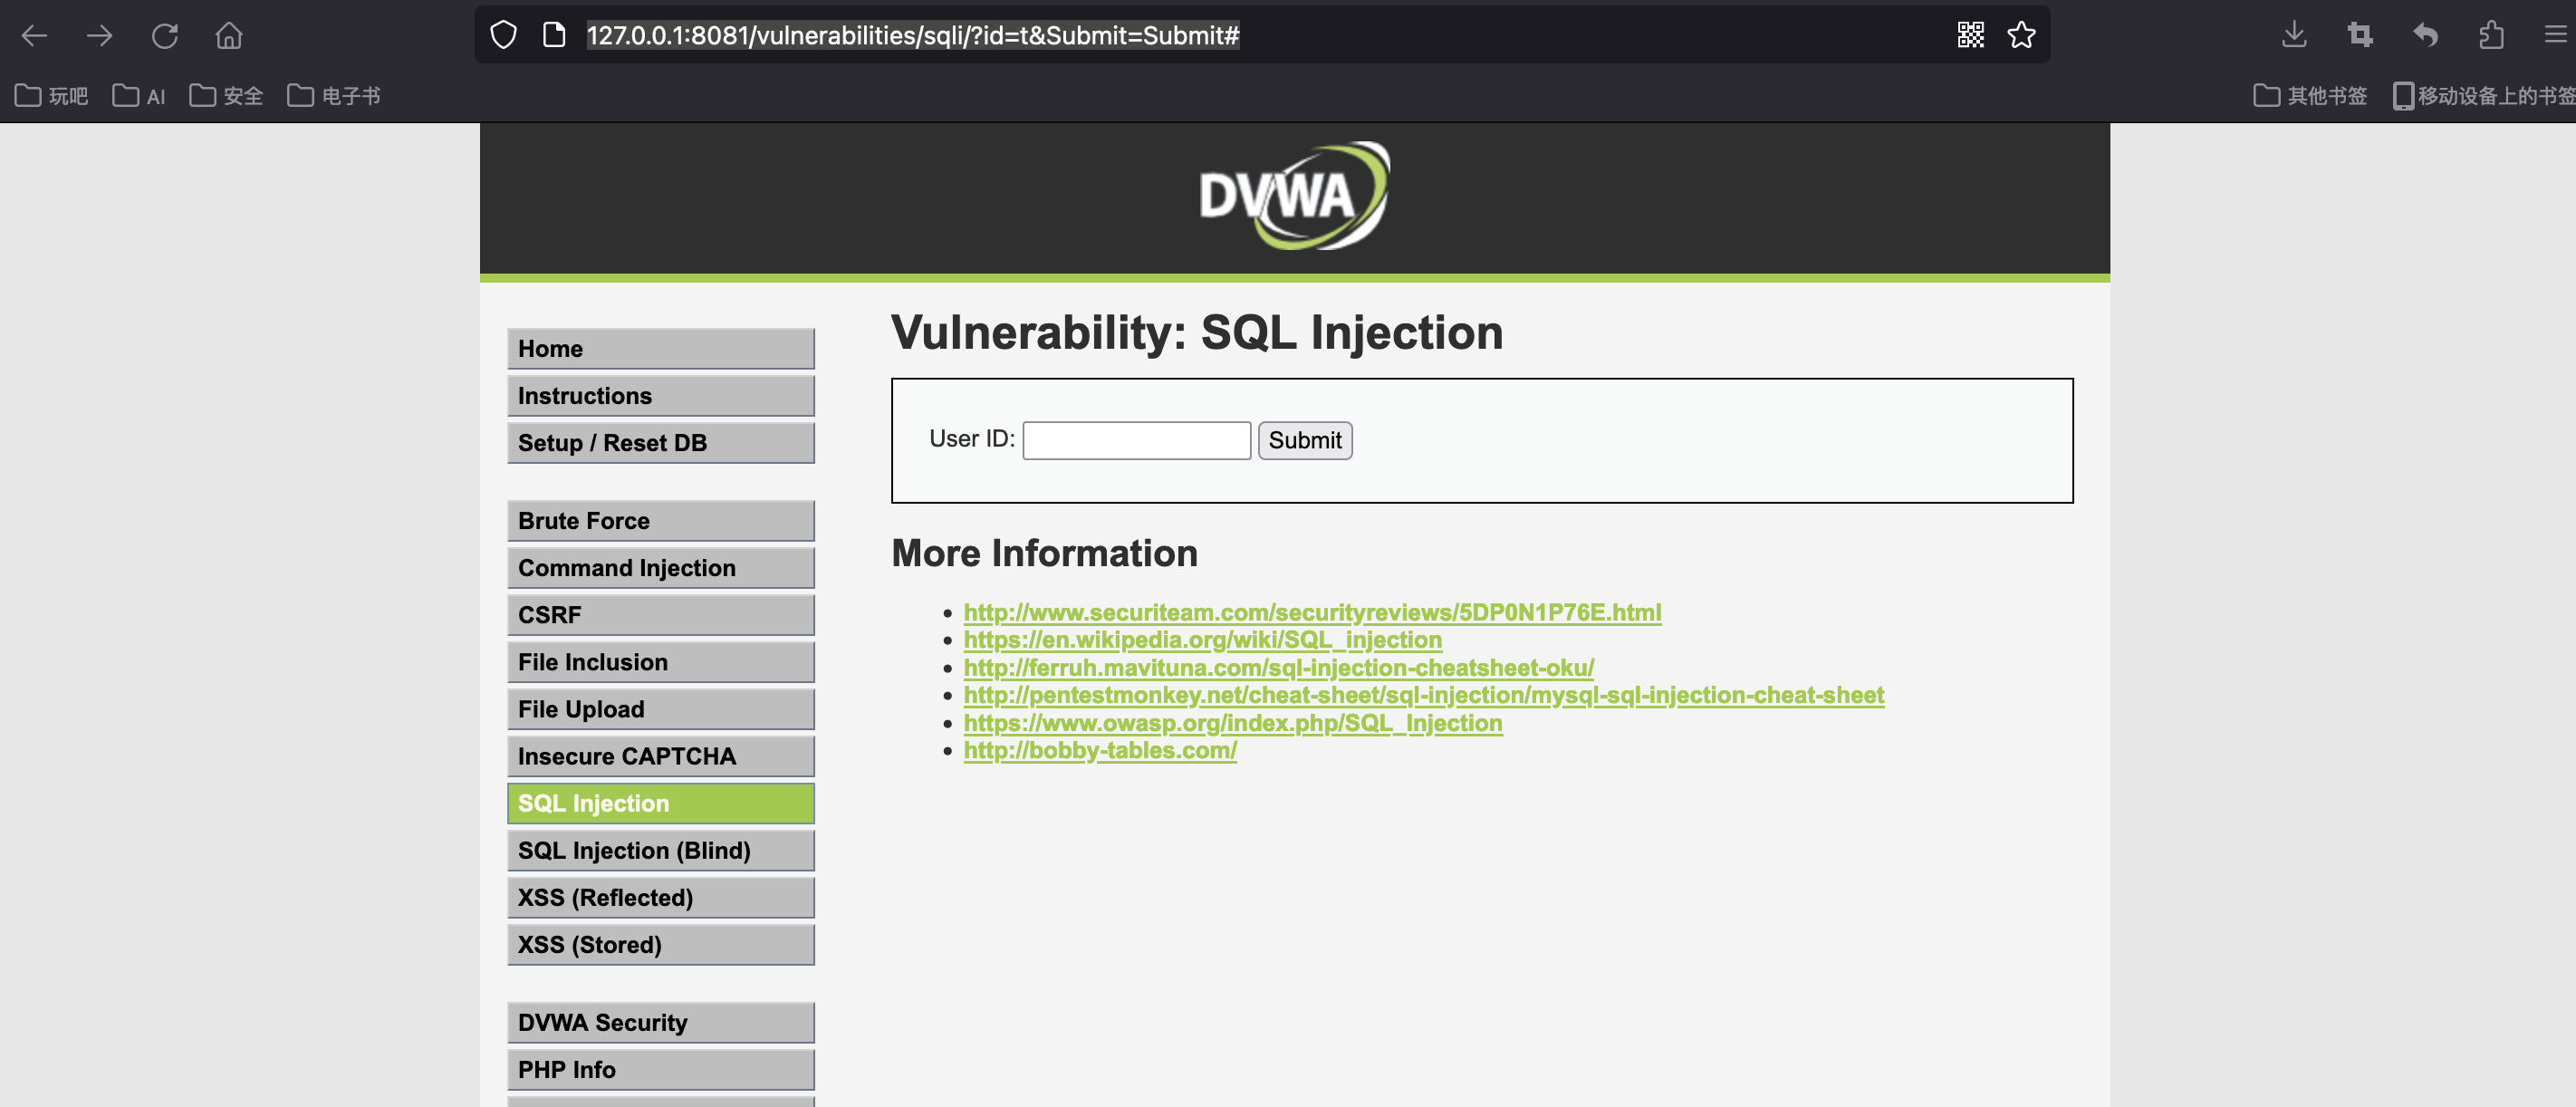 127.0.0.1:8081/vulnerabilities/sqli/?id=t&Submit=Submit#
玩吧 AI 安全 电子书 其他书签 移动设备上的书签
DVWA
Home
Instructions
Setup / Reset DB
Brute Force
Command Injection
CSRF
File Inclusion
File Upload
Insecure CAPTCHA
SQL Injection
SQL Injection (Blind)
XSS (Reflected)
XSS (Stored)
DVWA Security
PHP Info
Vulnerability: SQL Injection
User ID: Submit
More Information
http://www.securiteam.com/securityreviews/5DP0N1P76E.html
https://en.wikipedia.org/wiki/SQL_injection
http://ferruh.mavituna.com/sql-injection-cheatsheet-oku/
http://pentestmonkey.net/cheat-sheet/sql-injection/mysql-sql-injection-cheat-sheet
https://www.owasp.org/index.php/SQL_Injection
http://bobby-tables.com/